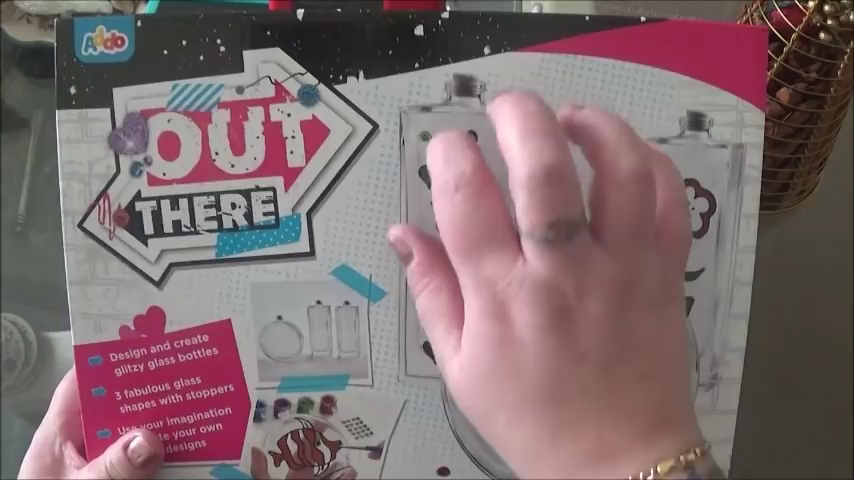 Addo
OUT
THERE
Design and create
glitzy glass bottles
3 fabulous glass
shapes with stoppers
Use your imagination
your own
designs